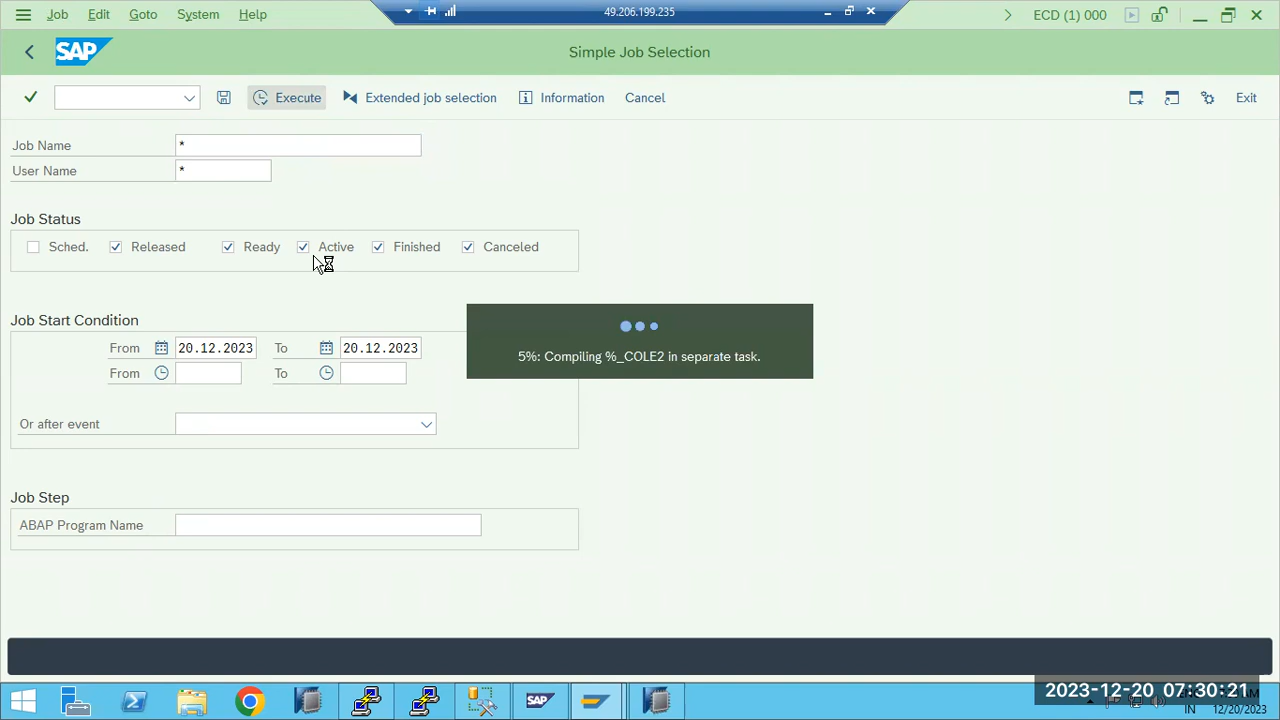 Job Edit Goto System Help 49.206.199.235 ECD (1) 000
SAP Simple Job Selection
Execute Extended job selection Information Cancel Exit
Job Name *
User Name *
Job Status
Sched. Released Ready Active Finished Canceled
Job Start Condition
From 20.12.2023 To 20.12.2023
From To
5%: Compiling %_COLE2 in separate task.
Or after event
Job Step
ABAP Program Name
SAP
2023-12-20 07:30:21
IN 12/20/2023